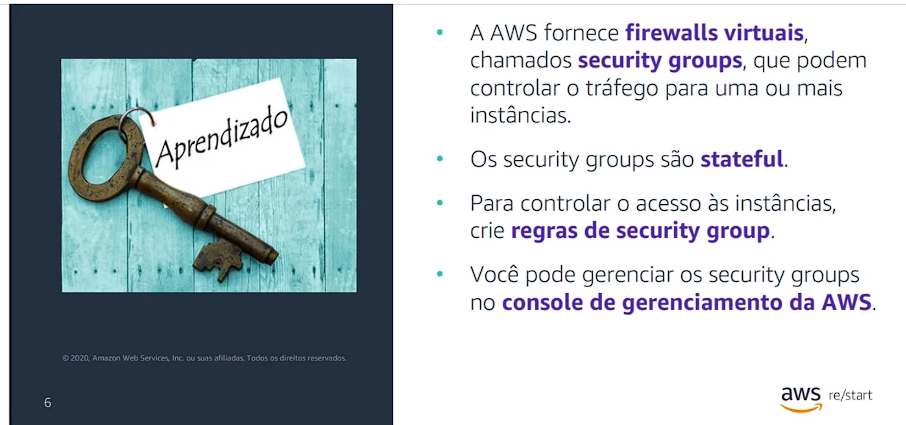 Aprendizado
© 2020, Amazon Web Services, Inc. ou suas afiliadas. Todos os direitos reservados.
6
• A AWS fornece firewalls virtuais,
chamados security groups, que podem
controlar o tráfego para uma ou mais
instâncias.
• Os security groups são stateful.
• Para controlar o acesso às instâncias,
crie regras de security group.
• Você pode gerenciar os security groups
no console de gerenciamento da AWS.
aws re/start